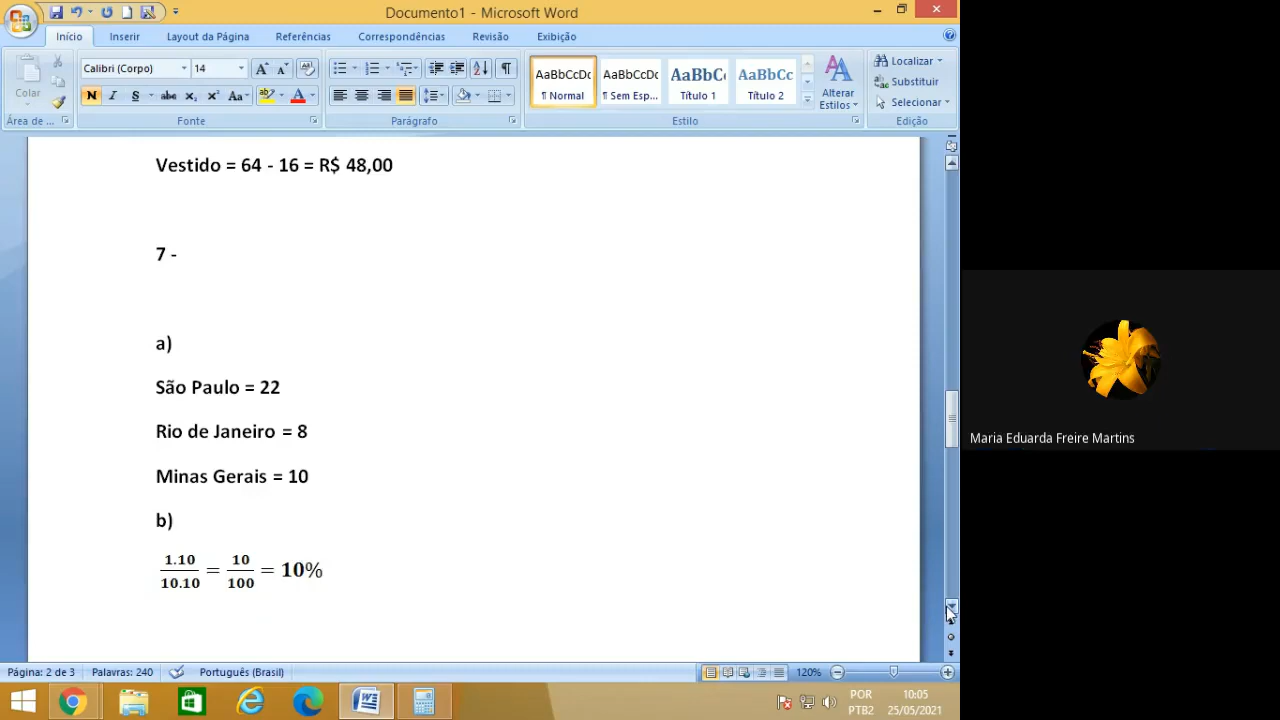 Documento1 - Microsoft Word
Início Inserir Layout da Página Referências Correspondências Revisão Exibição
Colar
Calibri (Corpo) 14
AaBbCcDc AaBbCcDc AaBbCc AaBbCc
¶ Normal ¶ Sem Esp... Título 1 Título 2
Alterar Estilos
Localizar
Substituir
Selecionar
Área de ... Fonte Parágrafo Estilo Edição
Vestido = 64 - 16 = R$ 48,00
7 -
a)
São Paulo = 22
Rio de Janeiro = 8
Minas Gerais = 10
b)
1.10/10.10 = 10/100 = 10%
Maria Eduarda Freire Martins
Página: 2 de 3 Palavras: 240 Português (Brasil) 120%
POR 10:05
PTB2 25/05/2021